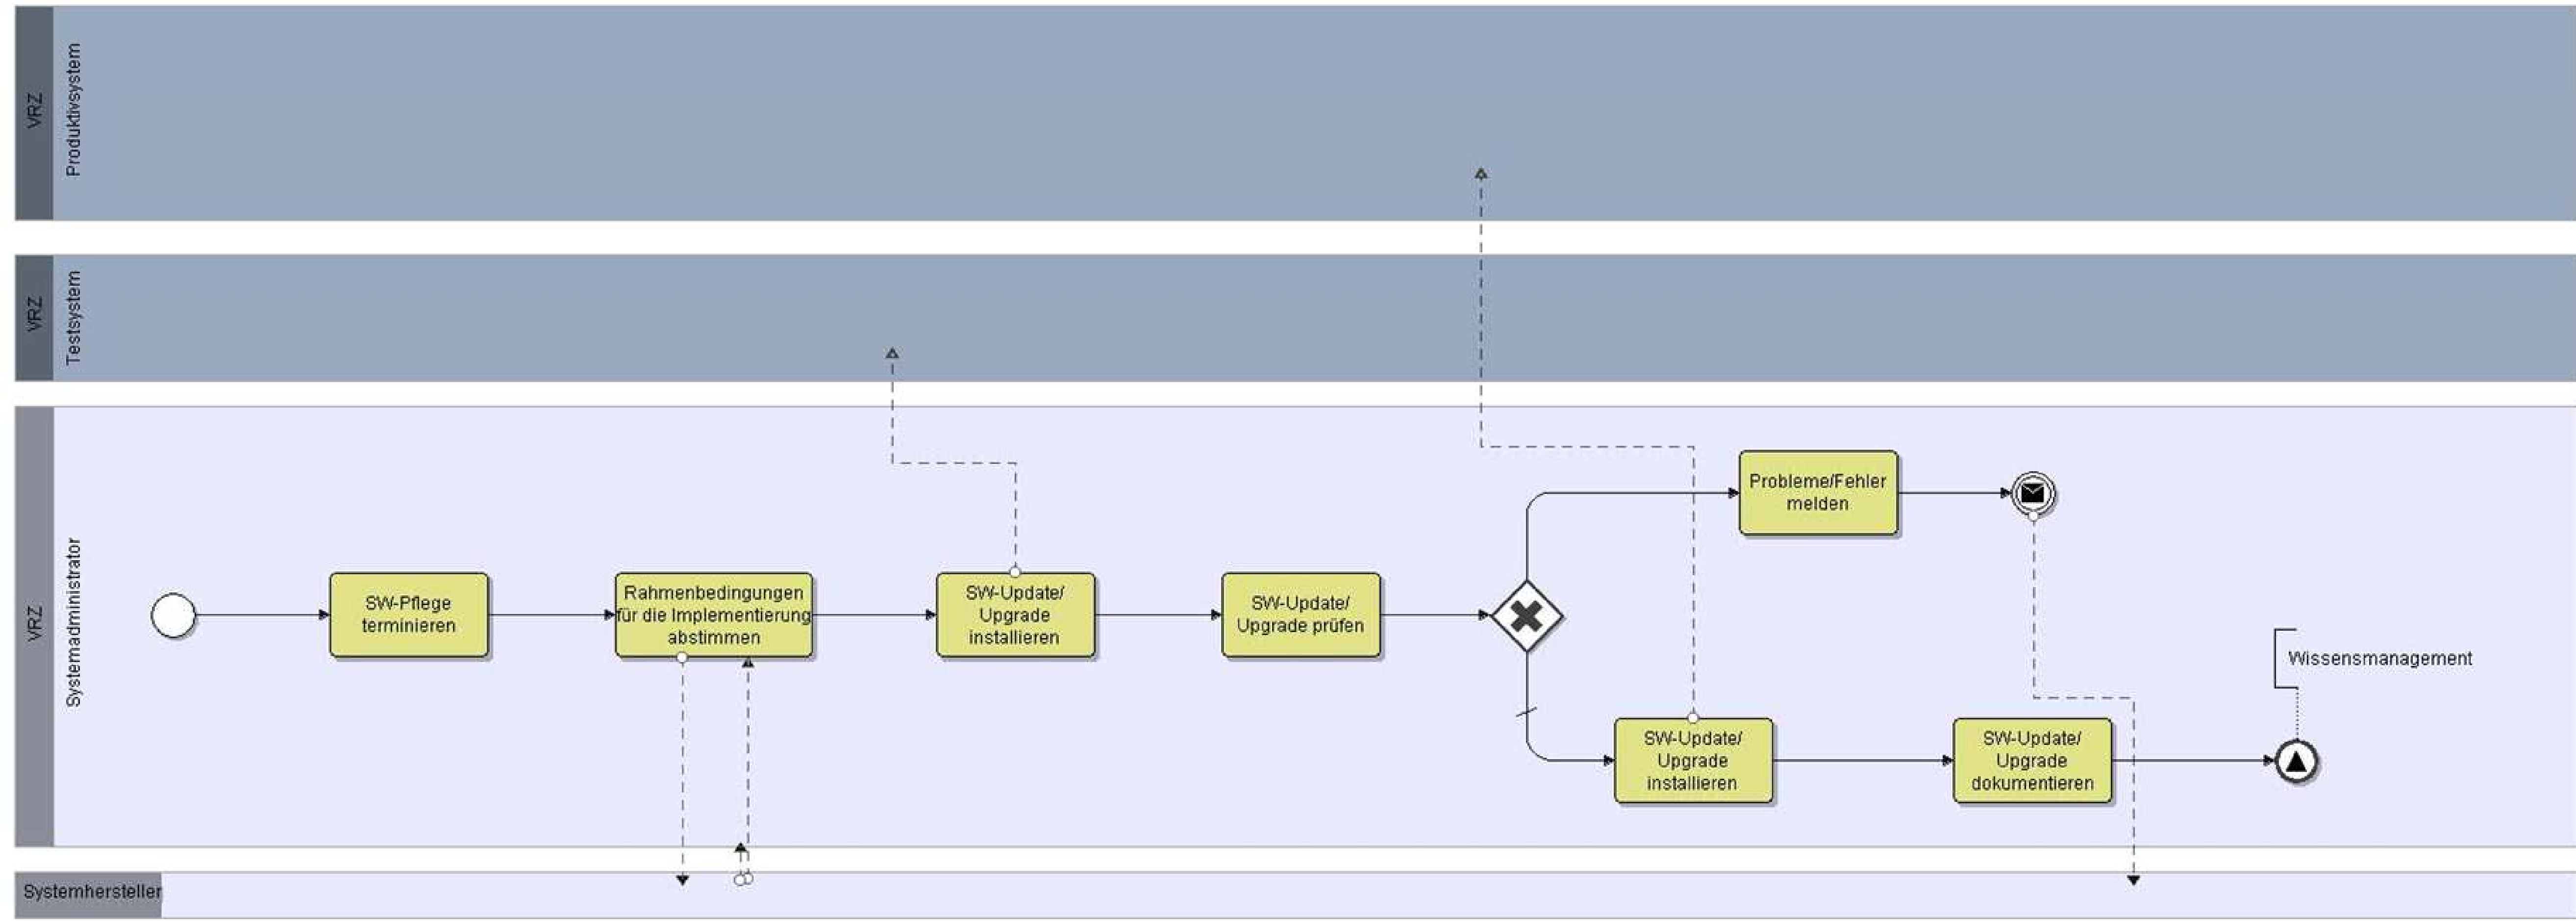 VRZ
Produktivsystem
VRZ
Testsystem
VRZ
Systemadministrator
SW-Pflege
terminieren
Rahmenbedingungen
für die Implementierung
abstimmen
SW-Update/
Upgrade
installieren
SW-Update/
Upgrade prüfen
Probleme/Fehler
melden
SW-Update/
Upgrade
installieren
SW-Update/
Upgrade
dokumentieren
Wissensmanagement
Systemhersteller